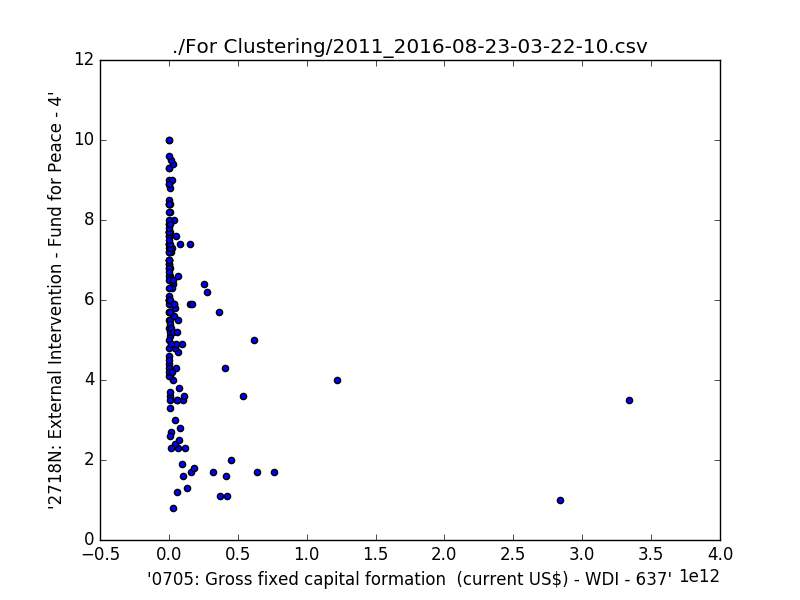 ./For Clustering/2011_2016-08-23-03-22-10.csv
'2718N: External Intervention - Fund for Peace - 4'
12
10
8
6
4
2
0
−0.5 0.0 0.5 1.0 1.5 2.0 2.5 3.0 3.5 4.0
'0705: Gross fixed capital formation  (current US$) - WDI - 637' 1e12